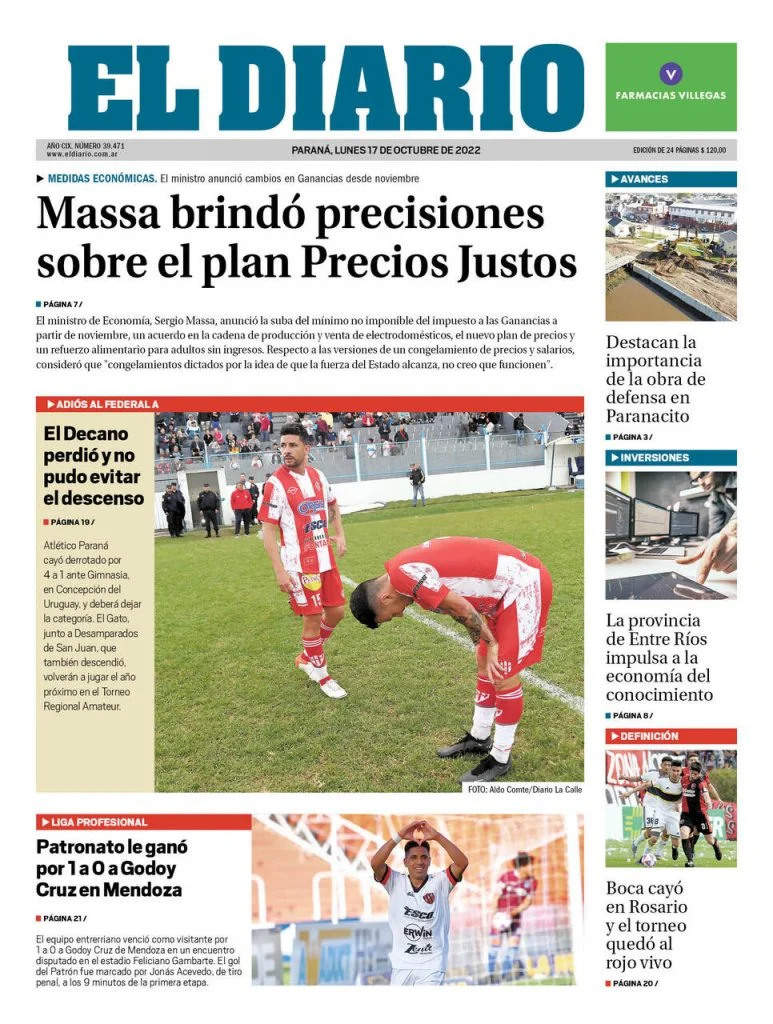 EL DIARIO
V
FARMACIAS VILLEGAS
AÑO CIX. NÚMERO 39.471
www.eldiario.com.ar
PARANÁ, LUNES 17 DE OCTUBRE DE 2022
EDICIÓN DE 24 PÁGINAS $ 120,00
MEDIDAS ECONÓMICAS. El ministro anunció cambios en Ganancias desde noviembre
Massa brindó precisiones
sobre el plan Precios Justos
PÁGINA 7 /
El ministro de Economía, Sergio Massa, anunció la suba del mínimo no imponible del impuesto a las Ganancias a
partir de noviembre, un acuerdo en la cadena de producción y venta de electrodomésticos, el nuevo plan de precios y
un refuerzo alimentario para adultos sin ingresos. Respecto a las versiones de un congelamiento de precios y salarios,
consideró que "congelamientos dictados por la idea de que la fuerza del Estado alcanza, no creo que funcionen".
ADIÓS AL FEDERAL A
El Decano
perdió y no
pudo evitar
el descenso
PÁGINA 19 /
Atlético Paraná
cayó derrotado por
4 a 1 ante Gimnasia,
en Concepción del
Uruguay, y deberá dejar
la categoría. El Gato,
junto a Desamparados
de San Juan, que
también descendió,
volverán a jugar el año
próximo en el Torneo
Regional Amateur.
ESCO
15
FOTO: Aldo Comte/Diario La Calle
LIGA PROFESIONAL
Patronato le ganó
por 1 a 0 a Godoy
Cruz en Mendoza
PÁGINA 21 /
El equipo entrerriano venció como visitante por
1 a 0 a Godoy Cruz de Mendoza en un encuentro
disputado en el estadio Feliciano Gambarte. El gol
del Patrón fue marcado por Jonás Acevedo, de tiro
penal, a los 9 minutos de la primera etapa.
ESCO
ERWIN
Zenit
AVANCES
Destacan la
importancia
de la obra de
defensa en
Paranacito
PÁGINA 3 /
INVERSIONES
La provincia
de Entre Ríos
impulsa a la
economía del
conocimiento
PÁGINA 8 /
DEFINICIÓN
ZONA
Boca cayó
en Rosario
y el torneo
quedó al
rojo vivo
PÁGINA 20 /